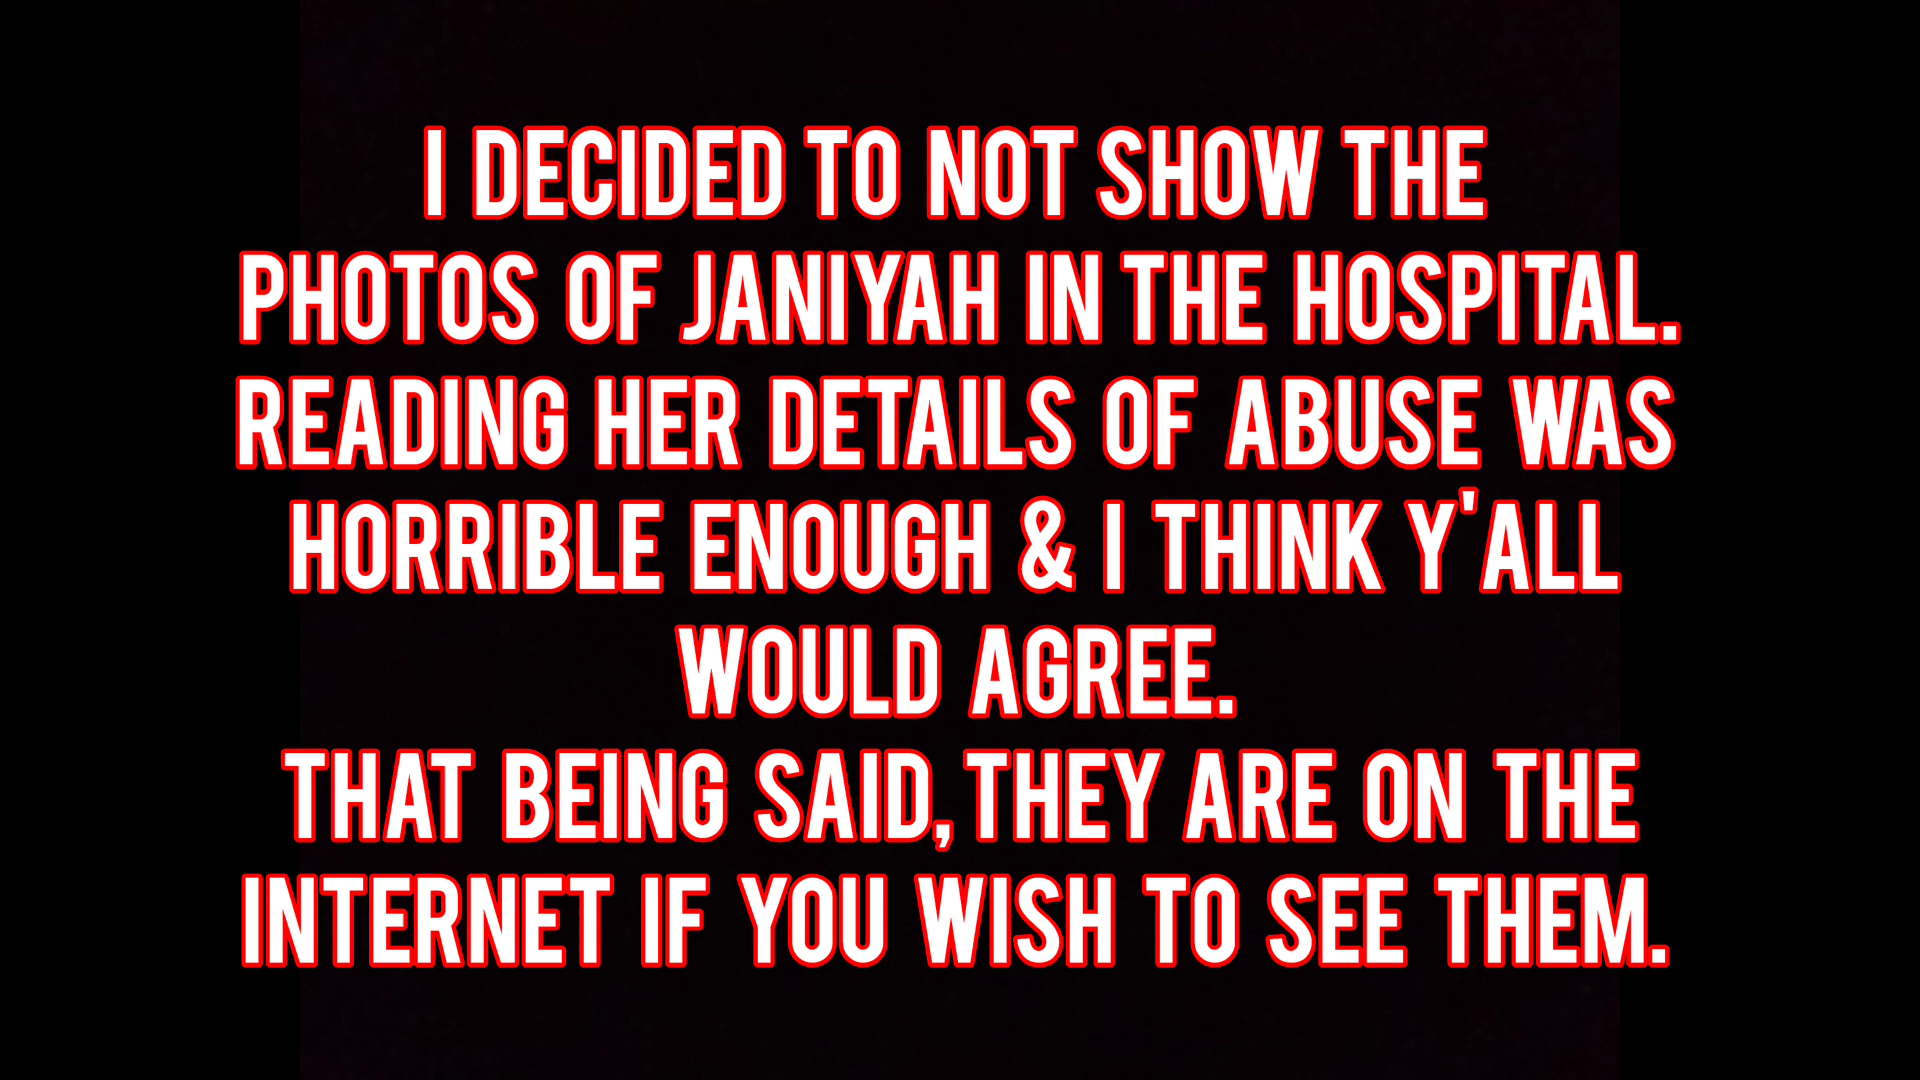 I DECIDED TO NOT SHOW THE
PHOTOS OF JANIYAH IN THE HOSPITAL.
READING HER DETAILS OF ABUSE WAS
HORRIBLE ENOUGH & I THINK Y'ALL
WOULD AGREE.
THAT BEING SAID, THEY ARE ON THE
INTERNET IF YOU WISH TO SEE THEM.